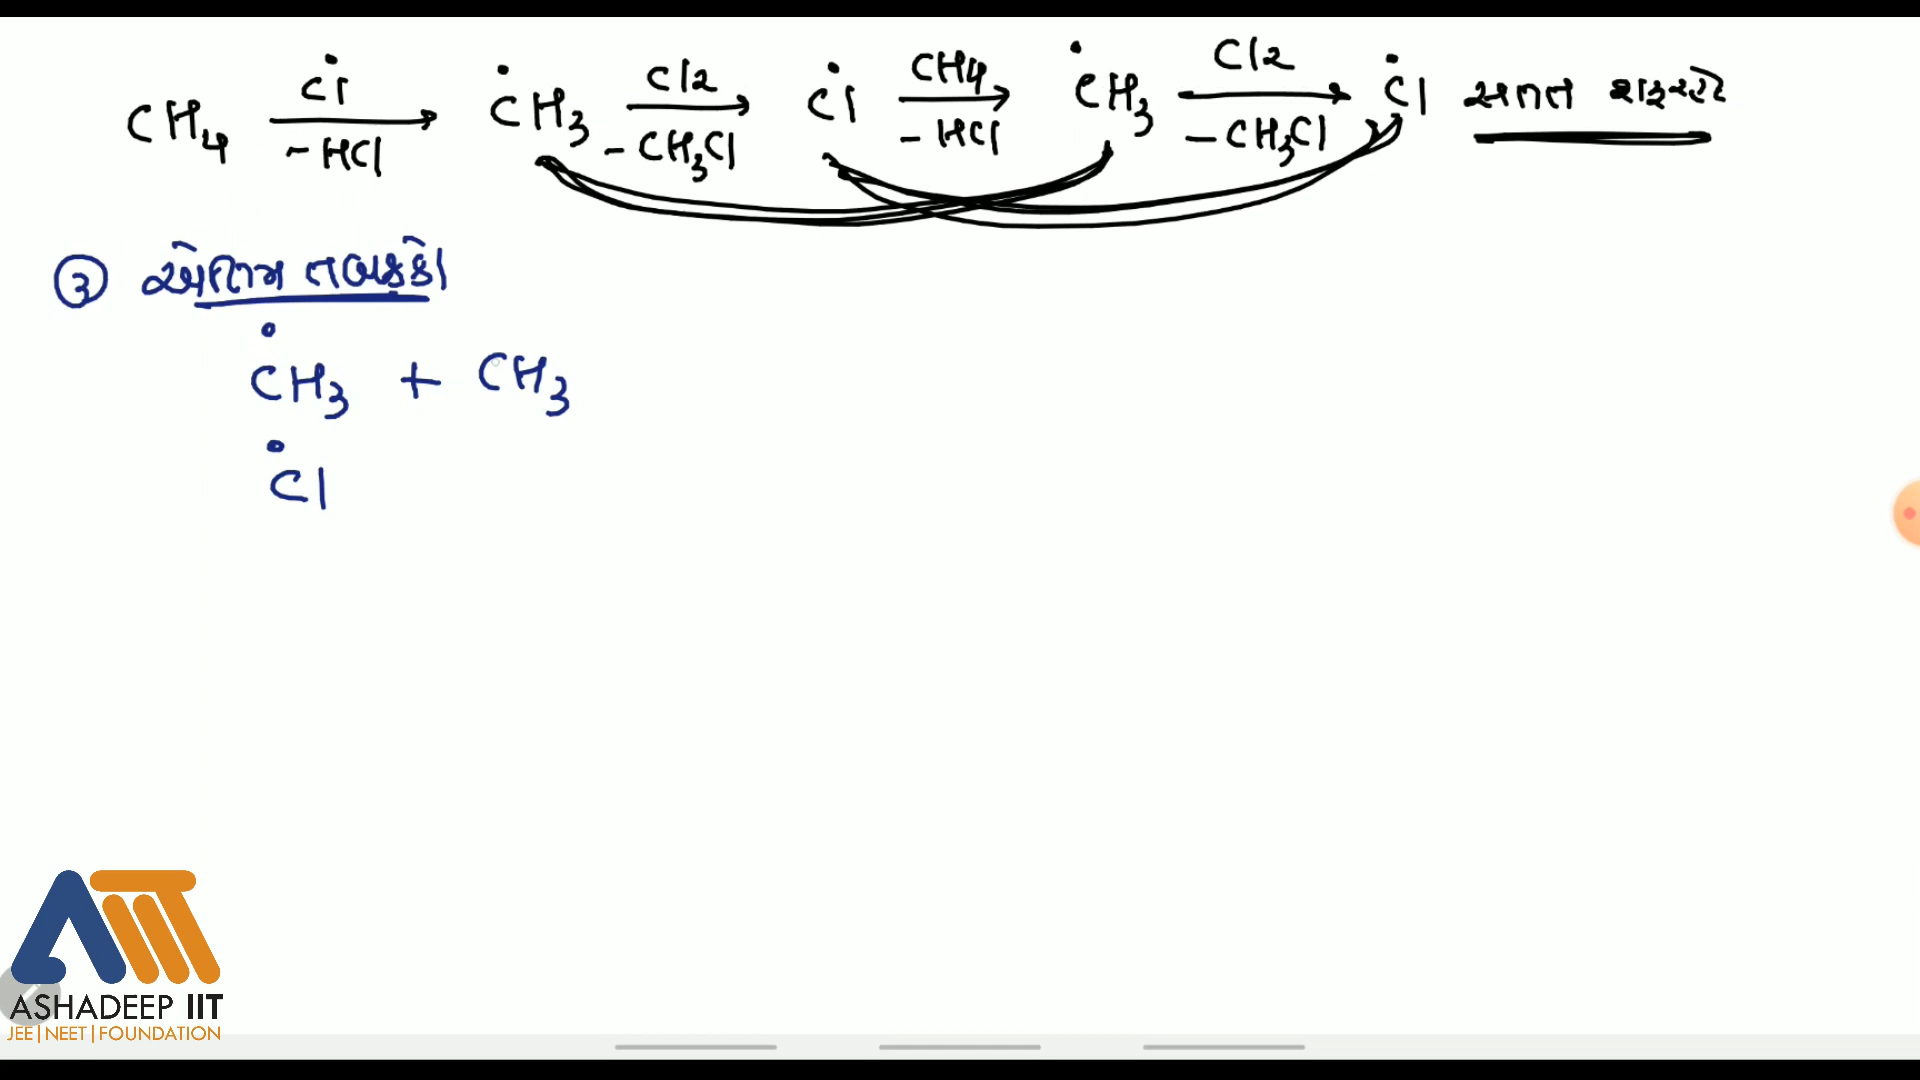 CH4 Ċl → -HCl ĊH3 Cl2 → -CH3Cl Ċl CH4 → -HCl ĊH3 Cl2 → -CH3Cl Ċl સતત
③ અંતિમ તબક્કો
ĊH3 + CH3
Ċl
ASHADEEP IIT
JEE|NEET|FOUNDATION